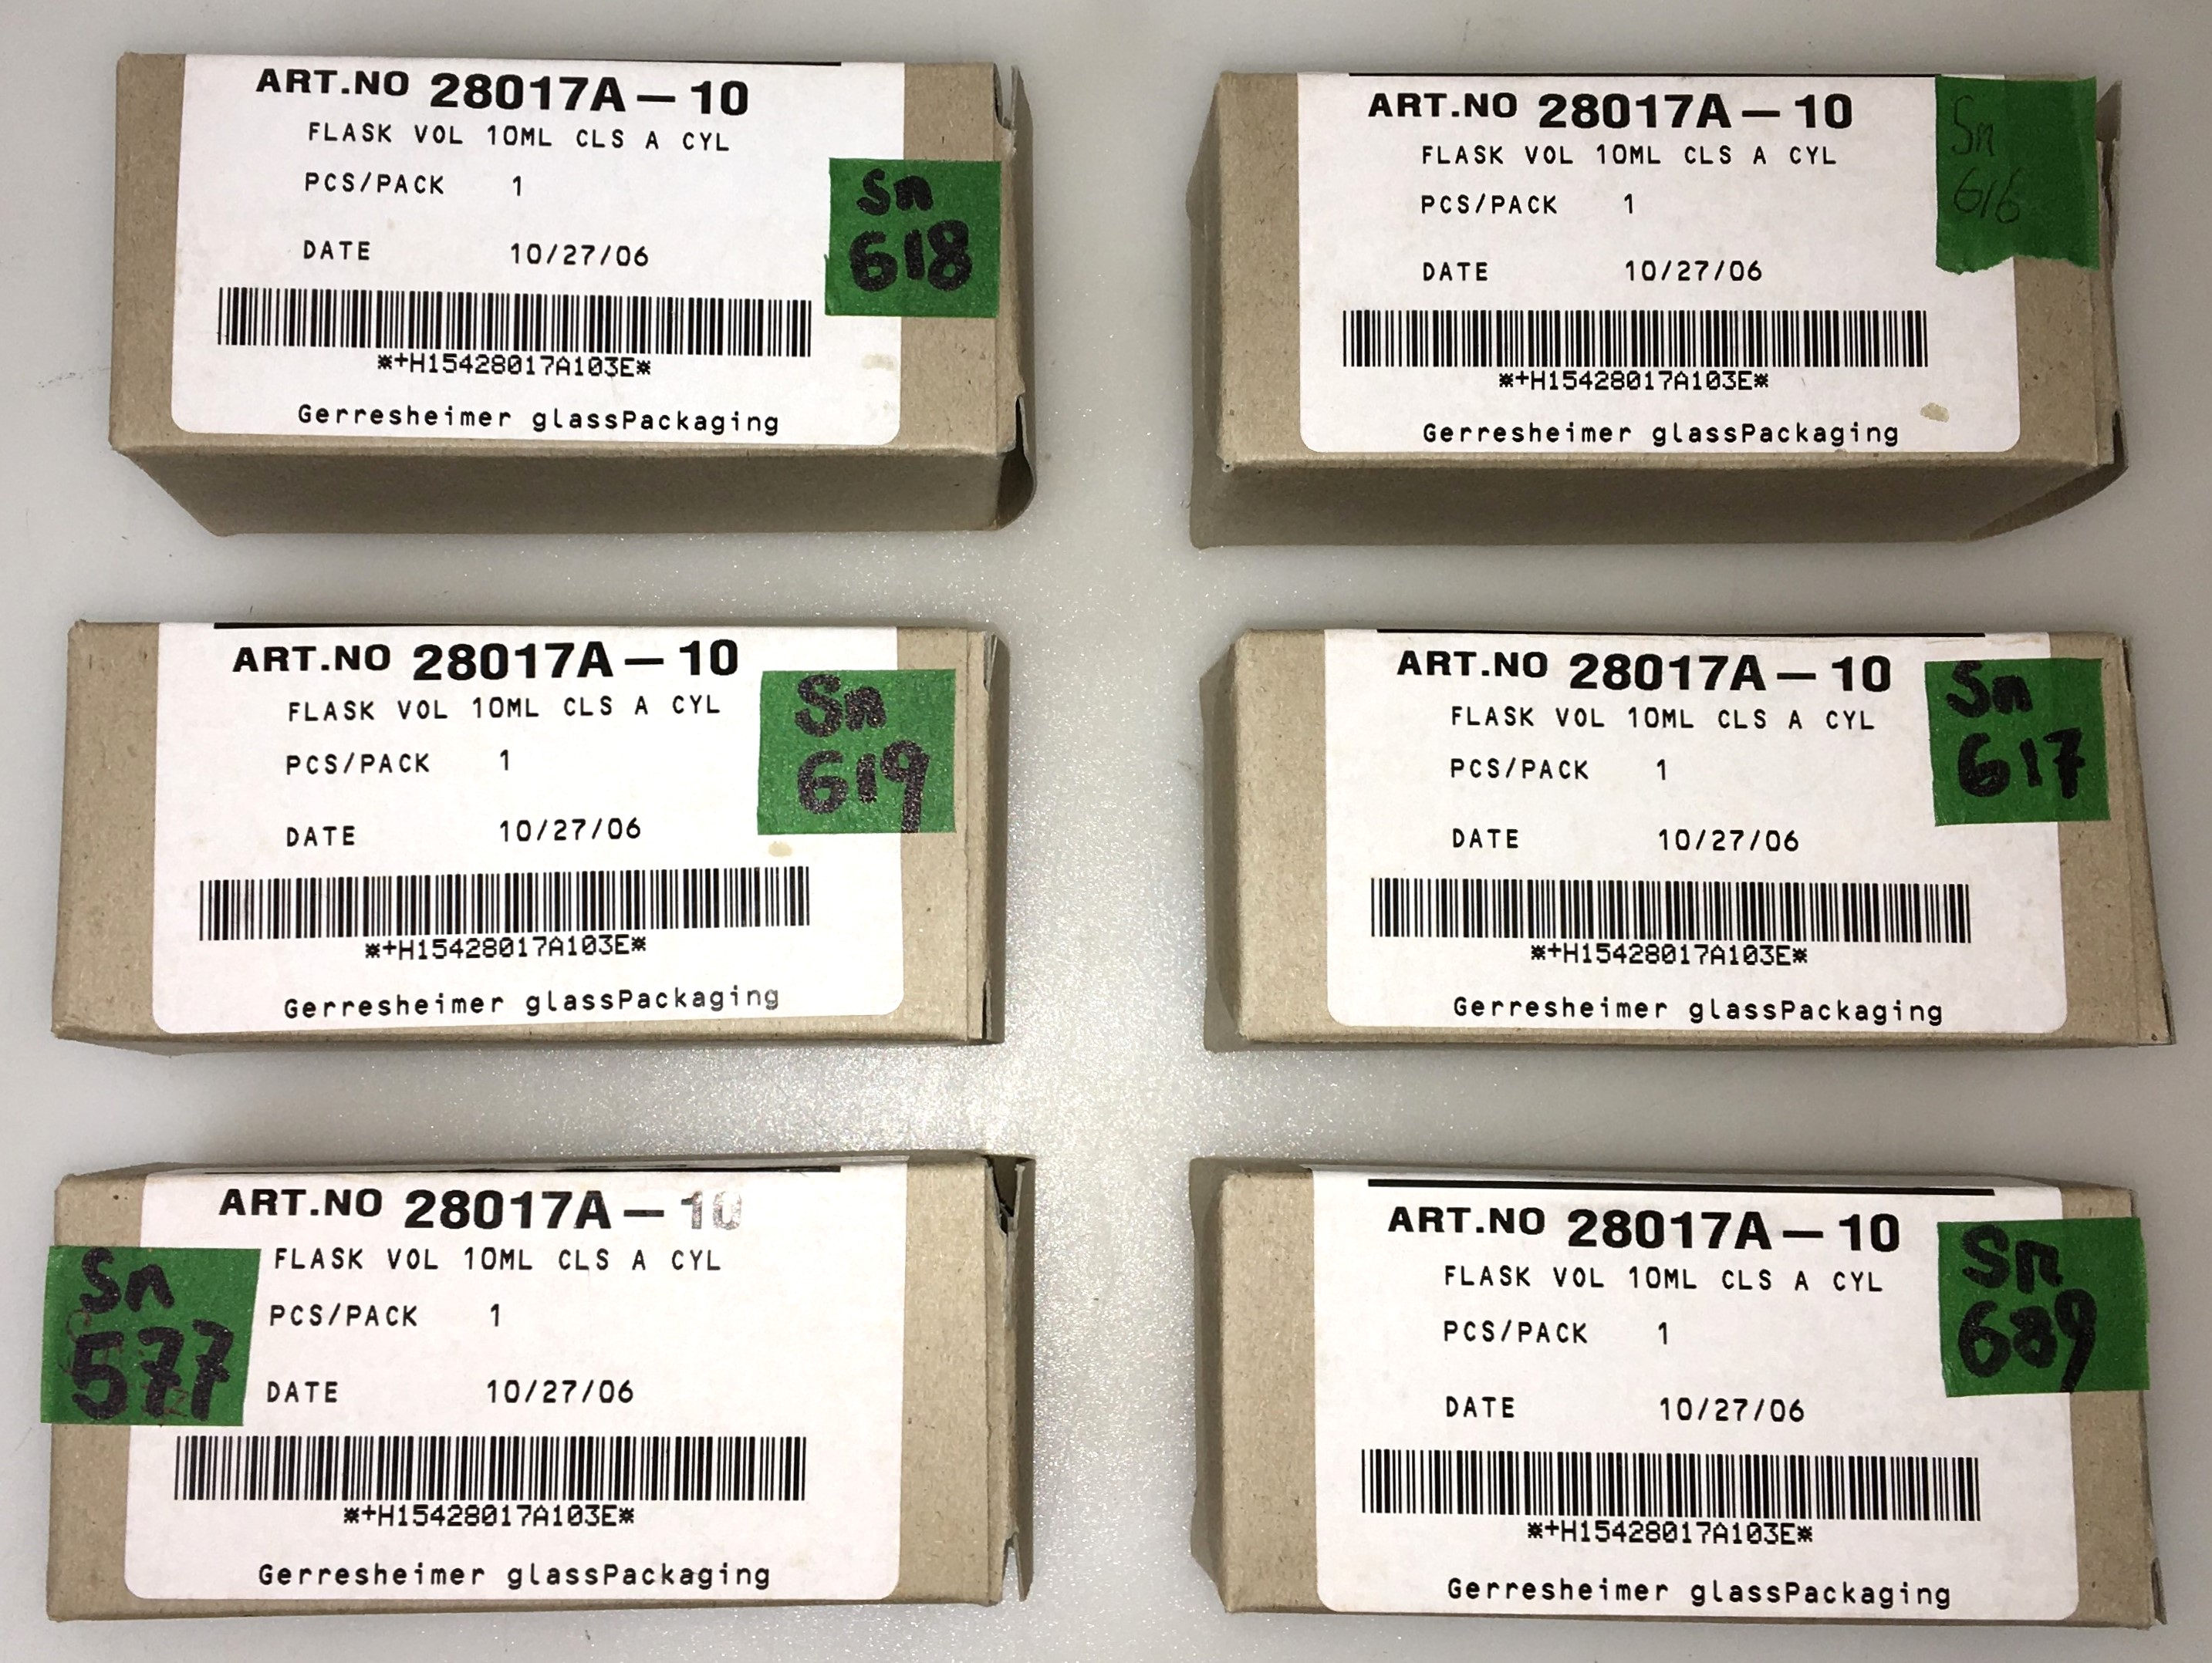 ART.NO 28017A-10
FLASK VOL 10ML CLS A CYL
PCS/PACK 1
DATE 10/27/06
*+H15428017A103E*
Gerresheimer glassPackaging
Sn
618
ART.NO 28017A-10
FLASK VOL 10ML CLS A CYL
PCS/PACK 1
DATE 10/27/06
*+H15428017A103E*
Gerresheimer glassPackaging
Sn
616
ART.NO 28017A-10
FLASK VOL 10ML CLS A CYL
PCS/PACK 1
DATE 10/27/06
*+H15428017A103E*
Gerresheimer glassPackaging
Sn
619
ART.NO 28017A-10
FLASK VOL 10ML CLS A CYL
PCS/PACK 1
DATE 10/27/06
*+H15428017A103E*
Gerresheimer glassPackaging
Sn
617
ART.NO 28017A-10
FLASK VOL 10ML CLS A CYL
PCS/PACK 1
DATE 10/27/06
*+H15428017A103E*
Gerresheimer glassPackaging
Sn
577
ART.NO 28017A-10
FLASK VOL 10ML CLS A CYL
PCS/PACK 1
DATE 10/27/06
*+H15428017A103E*
Gerresheimer glassPackaging
Sn